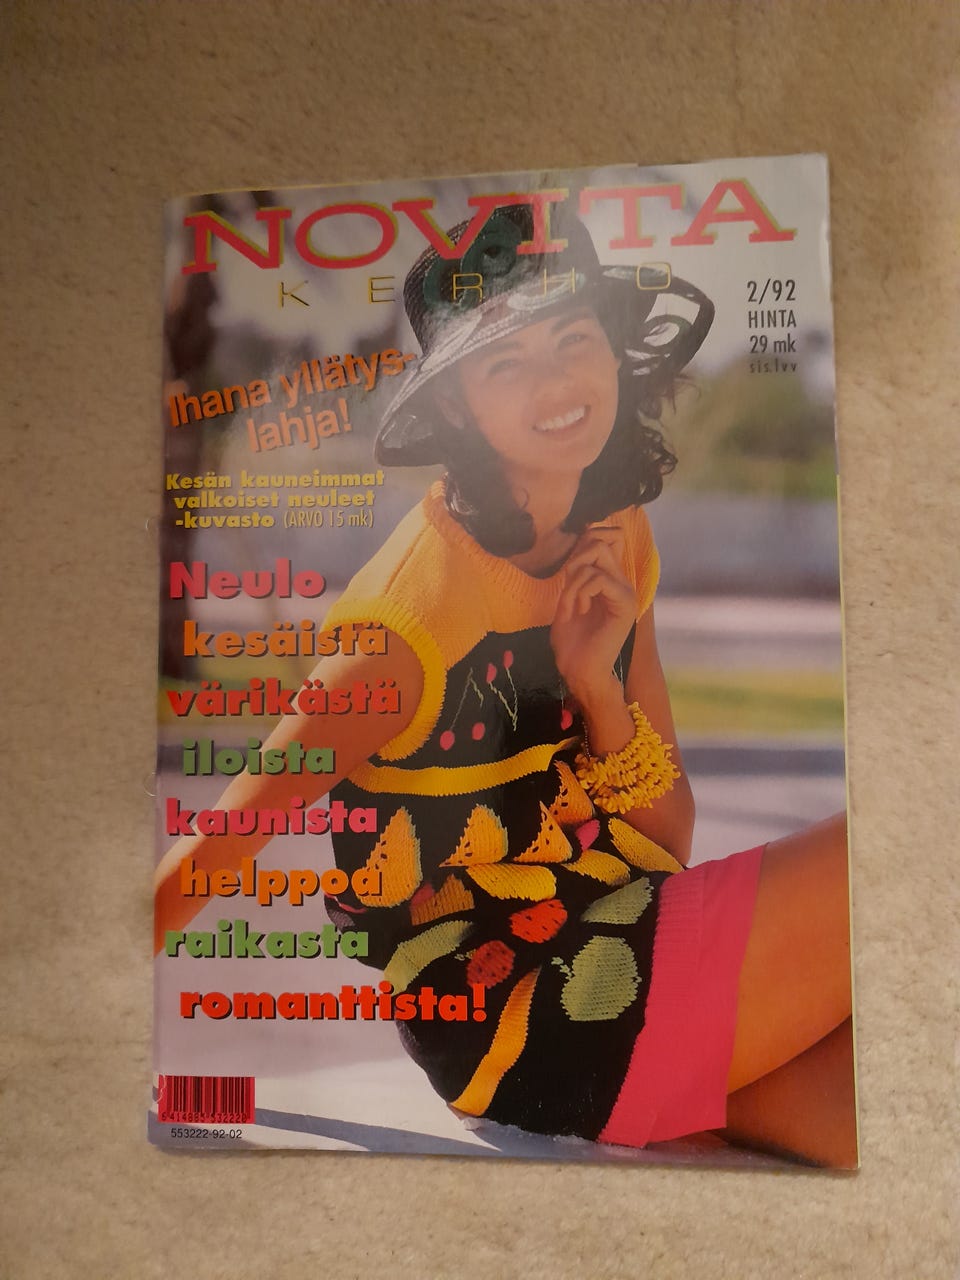 NOVITA
KERHO
2/92
HINTA
29 mk
sis.lvv
Ihana yllätys-
lahja!
Kesän kauneimmat
valkoiset neuleet
-kuvasto (ARVO 15 mk)
Neulo
kesäistä
värikästä
iloista
kaunista
helppoa
raikasta
romanttista!
553222-92-02